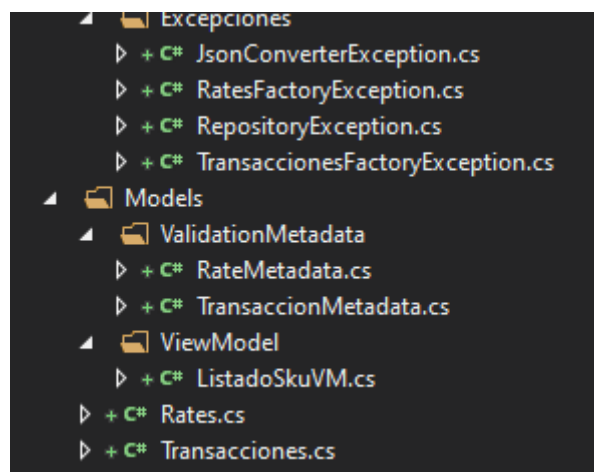 Excepciones
+ C# JsonConverterException.cs
+ C# RatesFactoryException.cs
+ C# RepositoryException.cs
+ C# TransaccionesFactoryException.cs
Models
ValidationMetadata
+ C# RateMetadata.cs
+ C# TransaccionMetadata.cs
ViewModel
+ C# ListadoSkuVM.cs
+ C# Rates.cs
+ C# Transacciones.cs